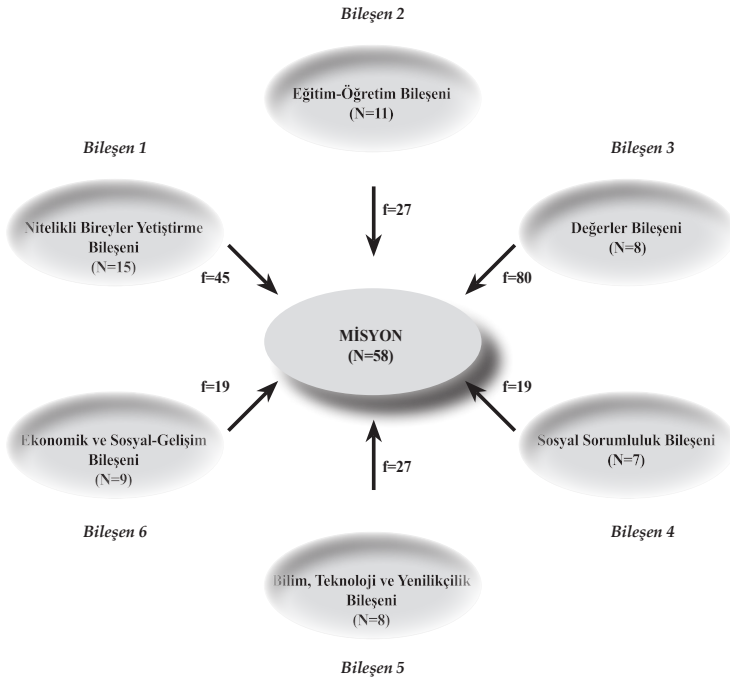 Bileşen 2
Eğitim-Öğretim Bileşeni
(N=11)
Bileşen 1
Bileşen 3
Nitelikli Bireyler Yetiştirme
Bileşeni
(N=15)
f=27
Değerler Bileşeni
(N=8)
f=45
f=80
MİSYON
(N=58)
f=19
f=19
Ekonomik ve Sosyal-Gelişim
Bileşeni
(N=9)
Sosyal Sorumluluk Bileşeni
(N=7)
f=27
Bileşen 6
Bileşen 4
Bilim, Teknoloji ve Yenilikçilik
Bileşeni
(N=8)
Bileşen 5